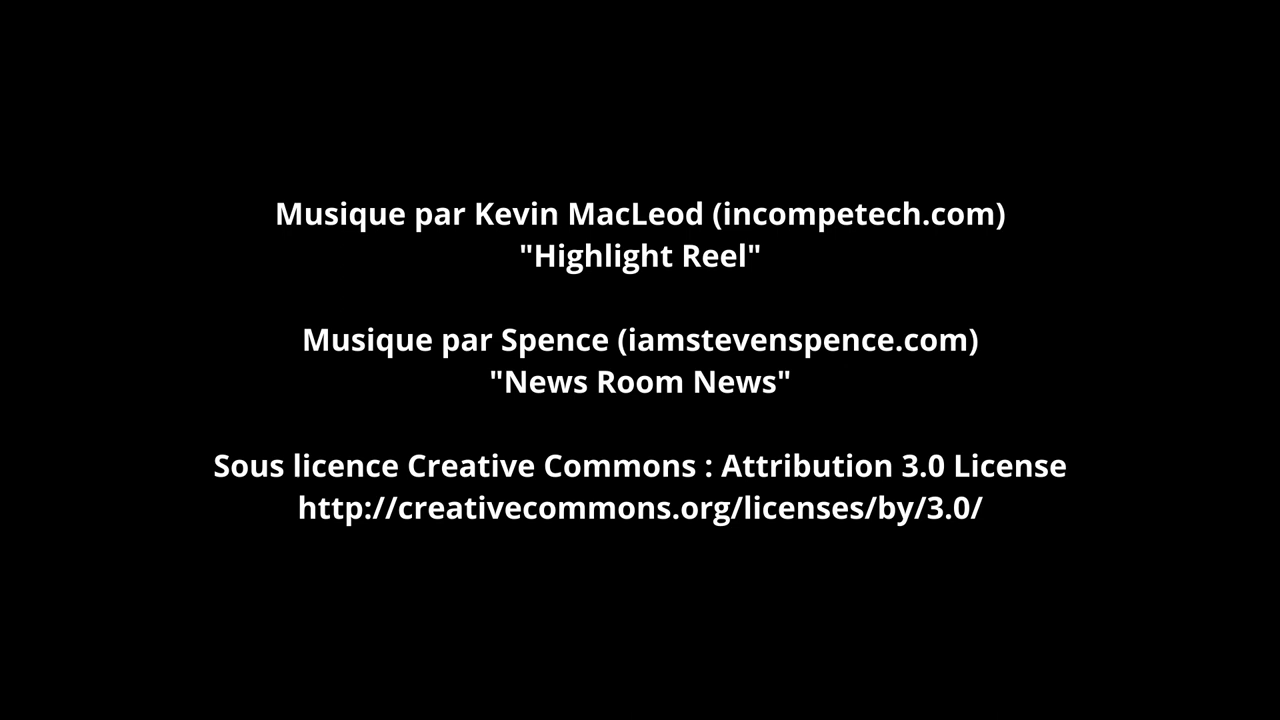 Musique par Kevin MacLeod (incompetech.com)
"Highlight Reel"
Musique par Spence (iamstevenspence.com)
"News Room News"
Sous licence Creative Commons : Attribution 3.0 License
http://creativecommons.org/licenses/by/3.0/